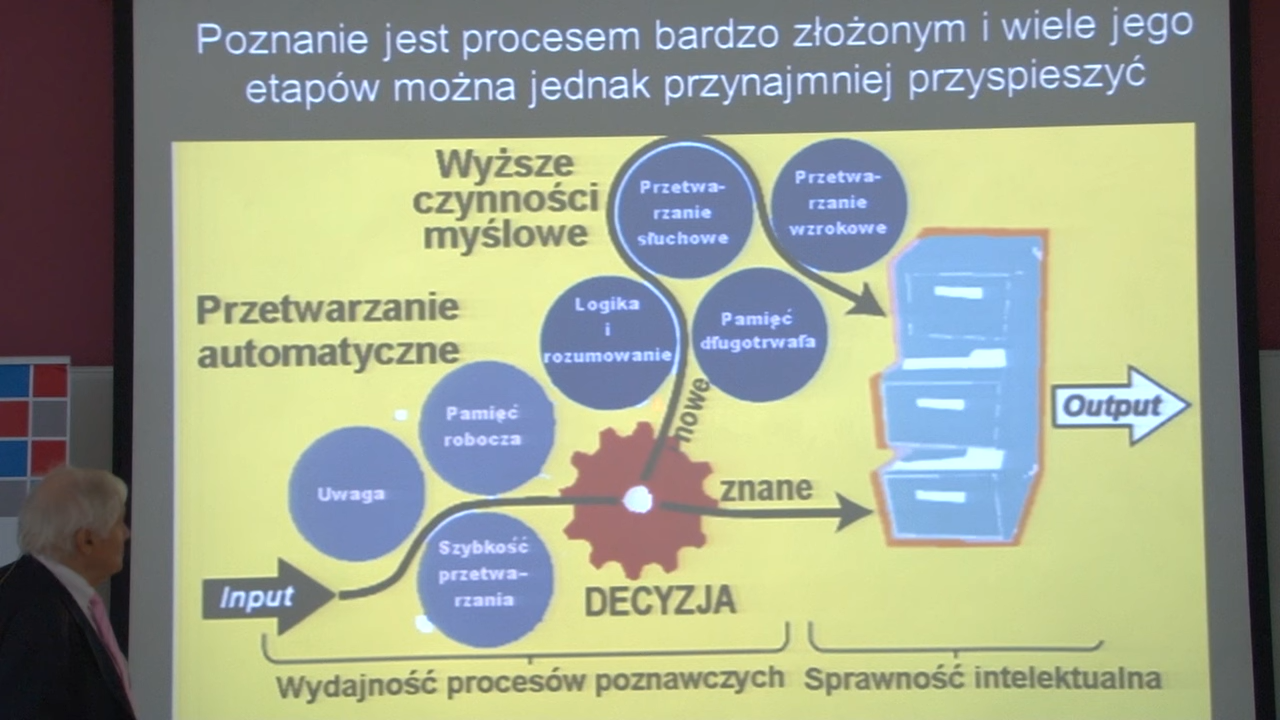 Poznanie jest procesem bardzo złożonym i wiele jego
etapów można jednak przynajmniej przyspieszyć
Wyższe
czynności
myślowe
Przetwa-
rzanie
słuchowe
Przetwa-
rzanie
wzrokowe
Przetwarzanie
automatyczne
Logika
i
rozumowanie
Pamięć
długotrwała
Pamięć
robocza
nowe
Output
Uwaga
znane
Szybkość
przetwa-
rzania
Input
DECYZJA
Wydajność procesów poznawczych
Sprawność intelektualna